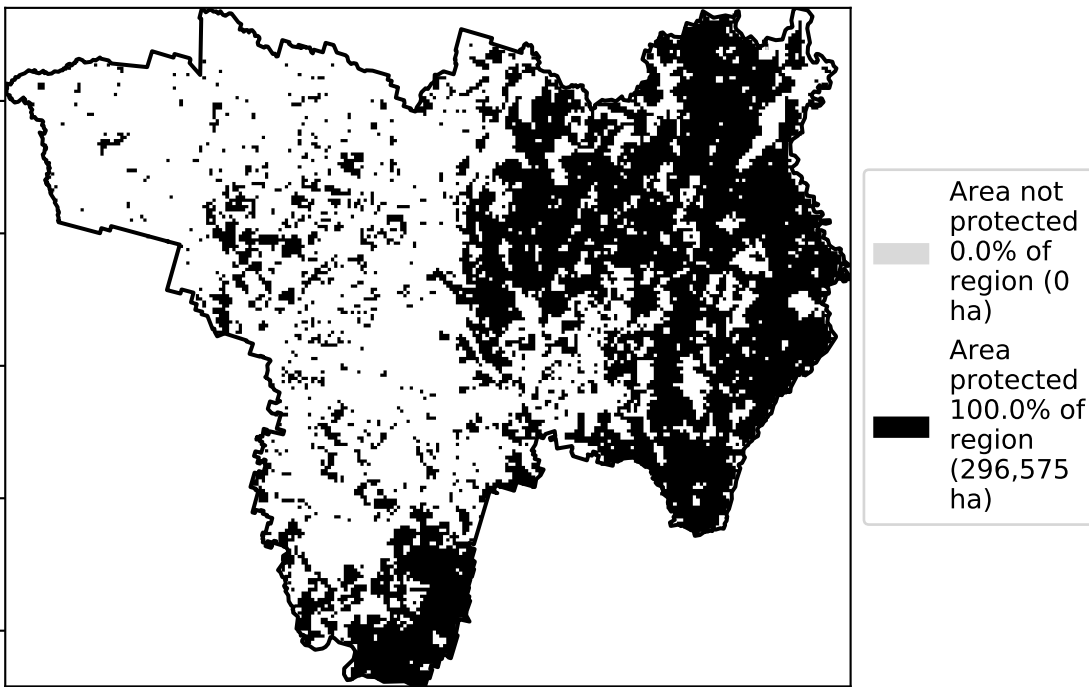 Area not
protected
0.0% of
region (0
ha)
Area
protected
100.0% of
region
(296,575
ha)